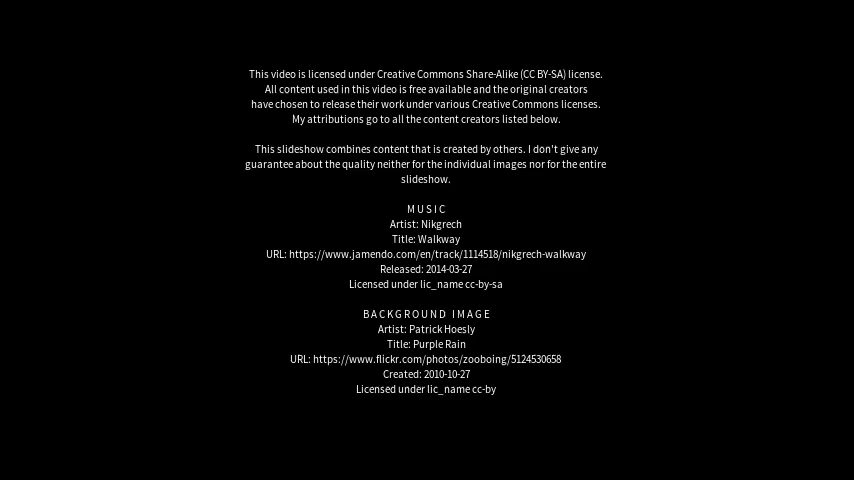 This video is licensed under Creative Commons Share-Alike (CC BY-SA) license.
All content used in this video is free available and the original creators
have chosen to release their work under various Creative Commons licenses.
My attributions go to all the content creators listed below.
This slideshow combines content that is created by others. I don't give any
guarantee about the quality neither for the individual images nor for the entire
slideshow.
MUSIC
Artist: Nikgrech
Title: Walkway
URL: https://www.jamendo.com/en/track/1114518/nikgrech-walkway
Released: 2014-03-27
Licensed under lic_name cc-by-sa
BACKGROUND IMAGE
Artist: Patrick Hoesly
Title: Purple Rain
URL: https://www.flickr.com/photos/zooboing/5124530658
Created: 2010-10-27
Licensed under lic_name cc-by